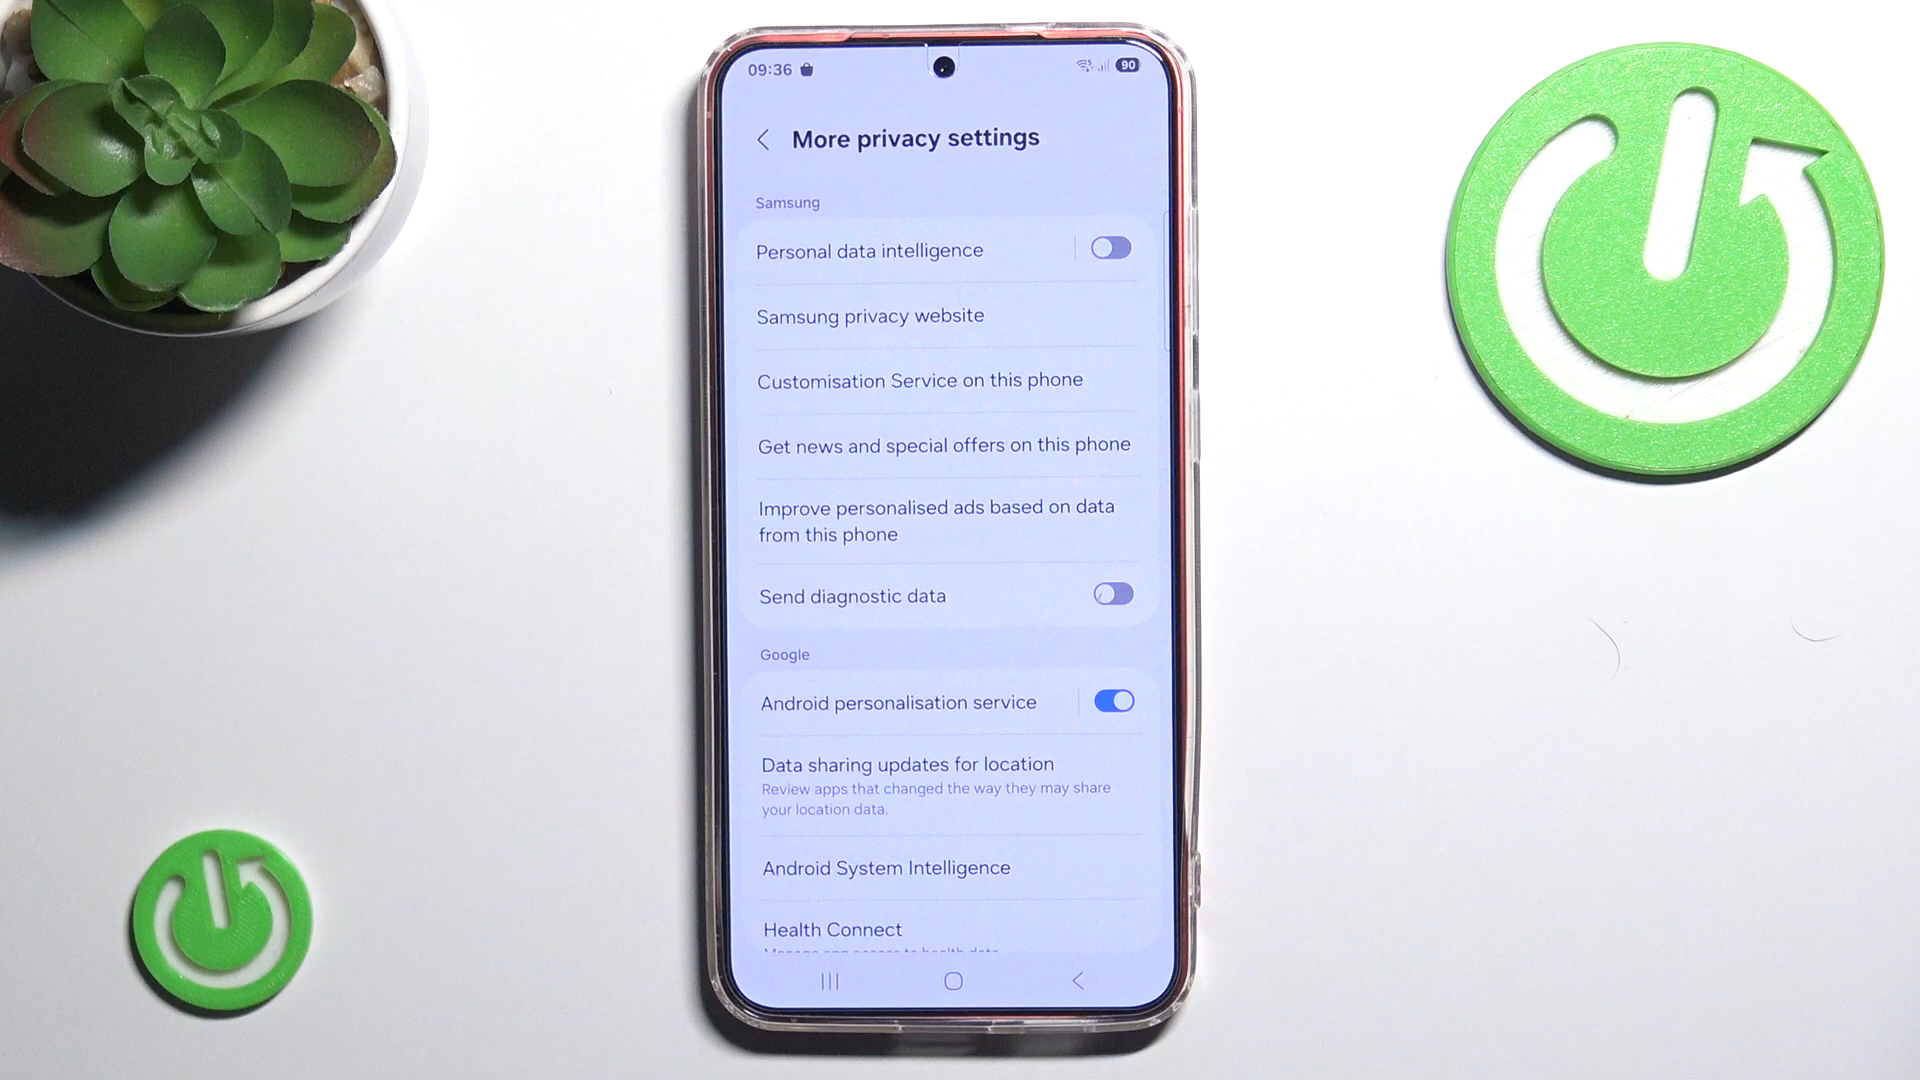 09:36
90
More privacy settings
Samsung
Personal data intelligence
Samsung privacy website
Customisation Service on this phone
Get news and special offers on this phone
Improve personalised ads based on data
from this phone
Send diagnostic data
Google
Android personalisation service
Data sharing updates for location
Review apps that changed the way they may share
your location data.
Android System Intelligence
Health Connect